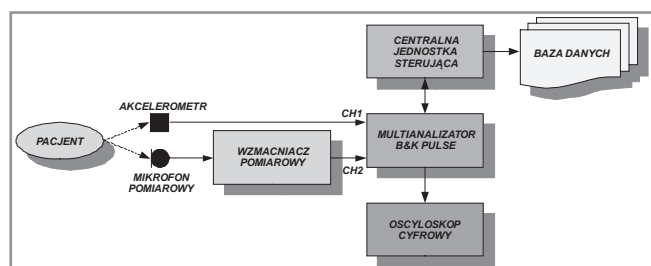 CENTRALNA
JEDNOSTKA
STERUJĄCA
BAZA DANYCH
AKCELEROMETR
CH1
PACJENT
WZMACNIACZ
POMIAROWY
MULTIANALIZATOR
B&K PULSE
CH2
MIKROFON
POMIAROWY
OSCYLOSKOP
CYFROWY